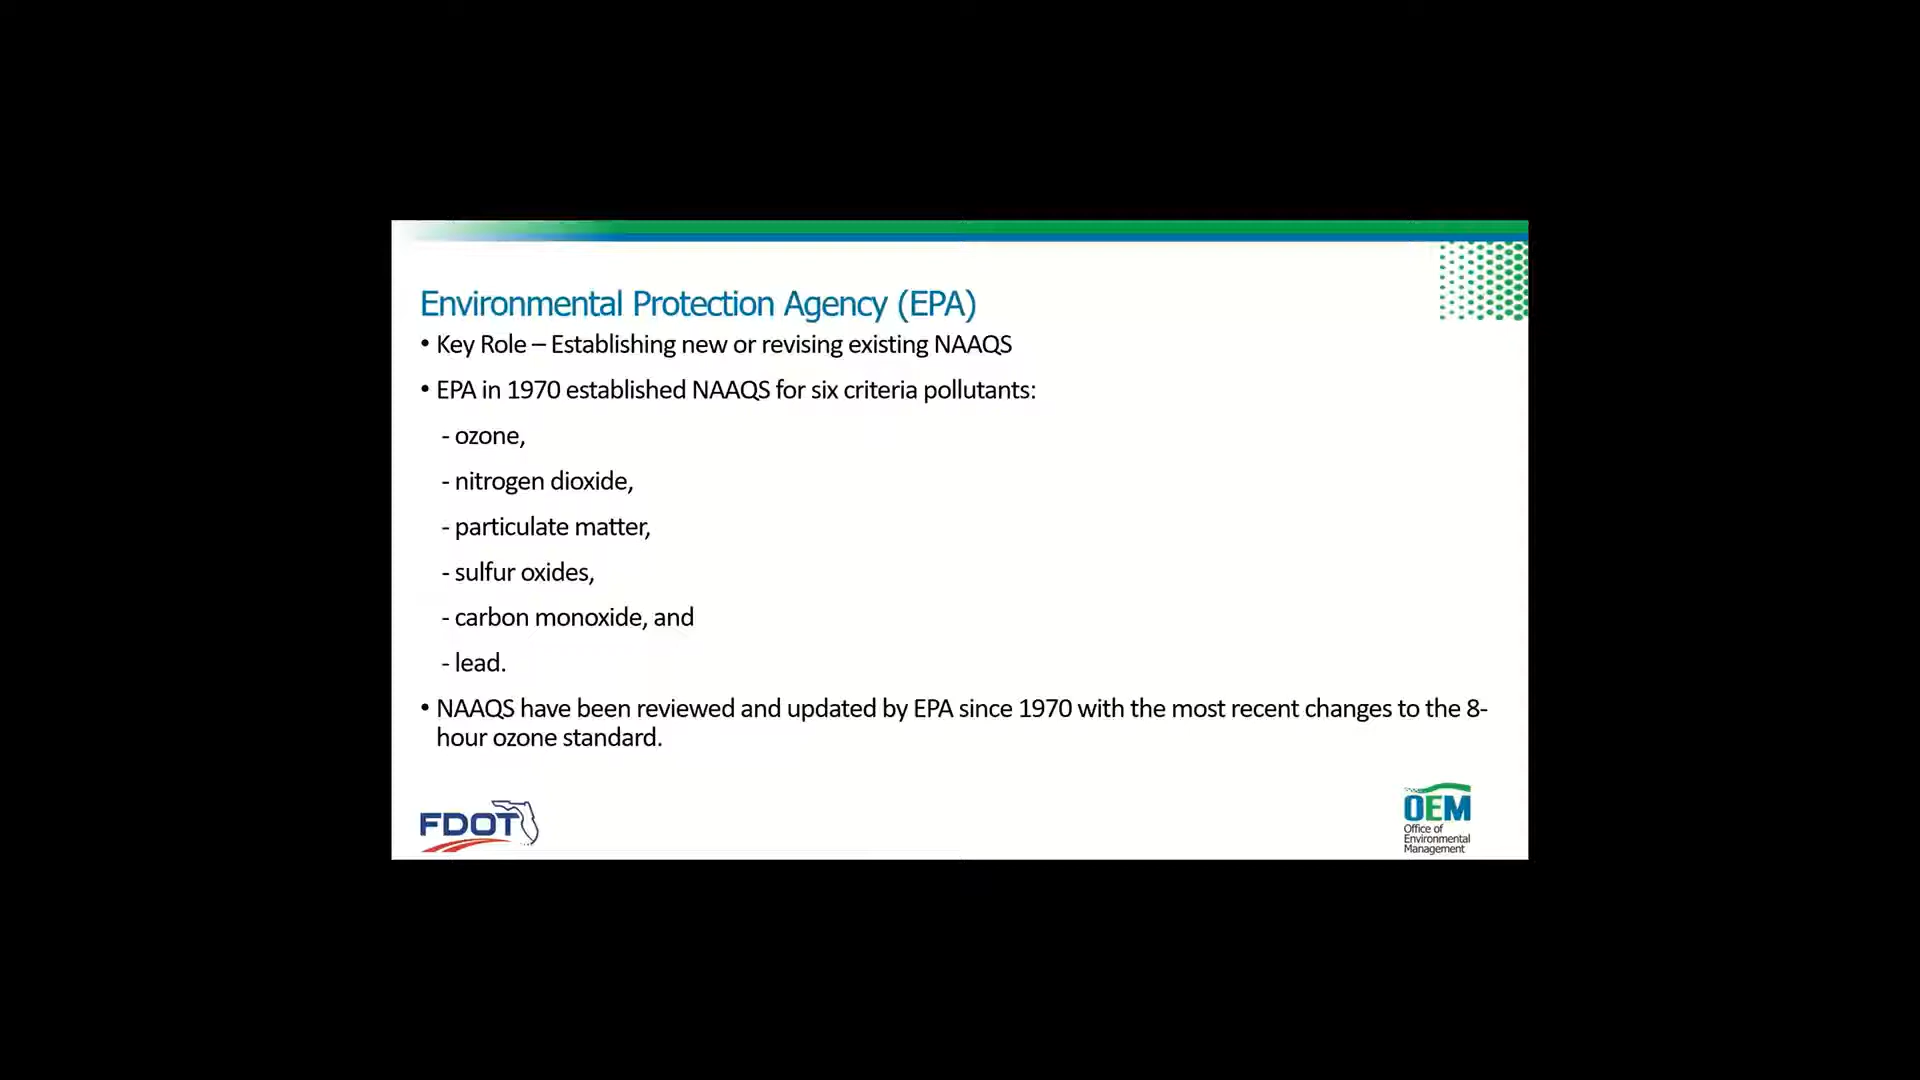 Environmental Protection Agency (EPA)
• Key Role – Establishing new or revising existing NAAQS
• EPA in 1970 established NAAQS for six criteria pollutants:
- ozone,
- nitrogen dioxide,
- particulate matter,
- sulfur oxides,
- carbon monoxide, and
- lead.
• NAAQS have been reviewed and updated by EPA since 1970 with the most recent changes to the 8-
hour ozone standard.
FDOT
OEM
Office of
Environmental
Management